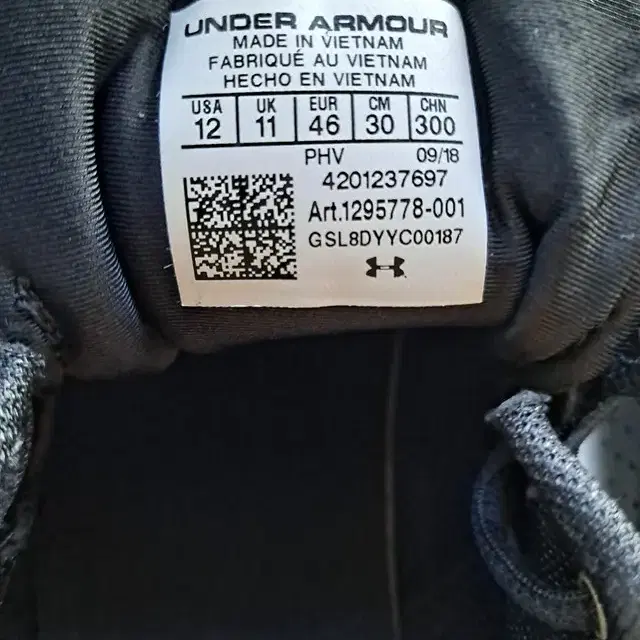 UNDER ARMOUR
MADE IN VIETNAM
FABRIQUÉ AU VIETNAM
HECHO EN VIETNAM
USA UK EUR CM CHN
12 11 46 30 300
PHV 09/18
4201237697
Art.1295778-001
GSL8DYYC00187